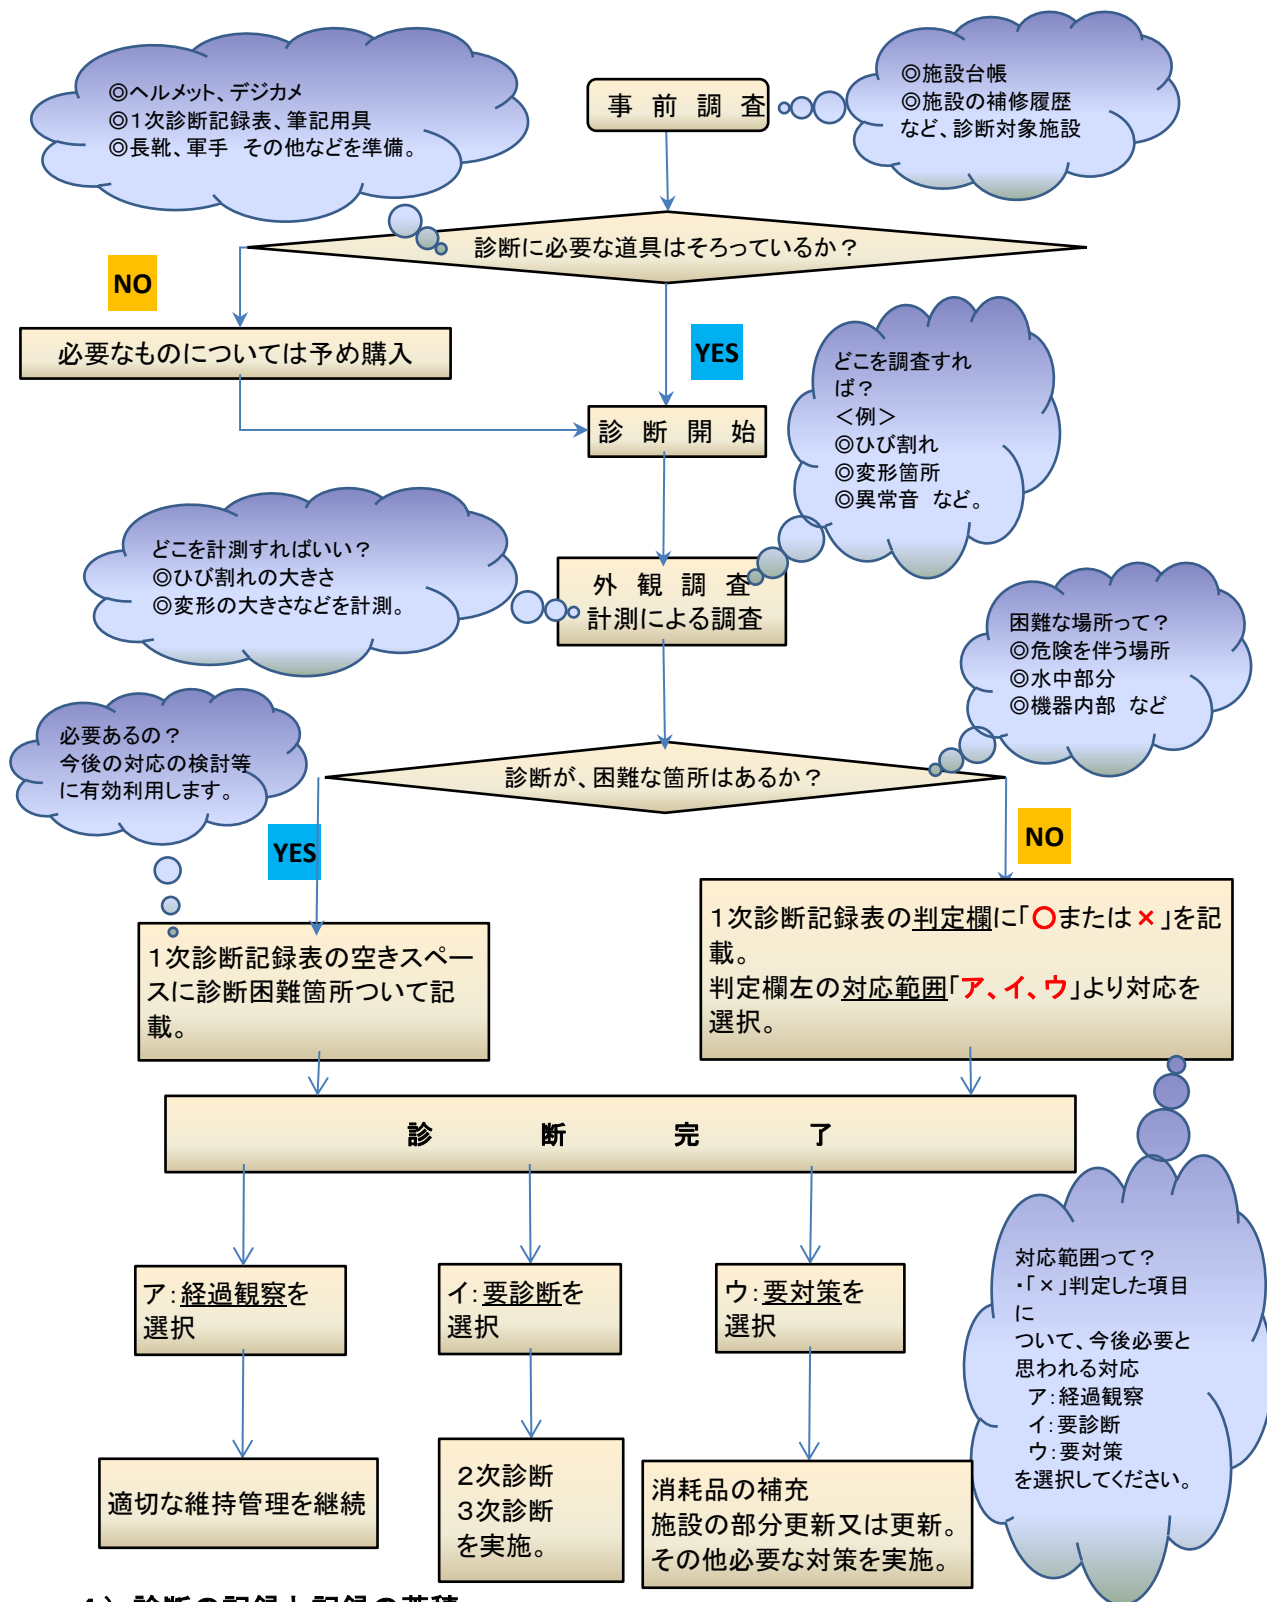 ◎ヘルメット、デジカメ
◎1次診断記録表、筆記用具
◎長靴、軍手 その他などを準備。
事 前 調 査
◎施設台帳
◎施設の補修履歴
など、診断対象施設
診断に必要な道具はそろっているか？
NO
YES
必要なものについては予め購入
診 断 開 始
どこを調査すれ
ば？
＜例＞
◎ひび割れ
◎変形箇所
◎異常音 など。
どこを計測すればいい？
◎ひび割れの大きさ
◎変形の大きさなどを計測。
外 観 調 査
計測による調査
困難な場所って？
◎危険を伴う場所
◎水中部分
◎機器内部 など
必要あるの？
今後の対応の検討等
に有効利用します。
診断が、困難な箇所はあるか？
YES
NO
1次診断記録表の空きスペー
スに診断困難箇所ついて記
載。
1次診断記録表の判定欄に「○または×」を記
載。
判定欄左の対応範囲「ア、イ、ウ」より対応を
選択。
診 断 完 了
ア：経過観察を
選択
イ：要診断を
選択
ウ：要対策を
選択
対応範囲って？
・「×」判定した項目
に
ついて、今後必要と
思われる対応
ア：経過観察
イ：要診断
ウ：要対策
を選択してください。
適切な維持管理を継続
2次診断
3次診断
を実施。
消耗品の補充
施設の部分更新又は更新。
その他必要な対策を実施。
4） 診断の記録と記録の蓄積